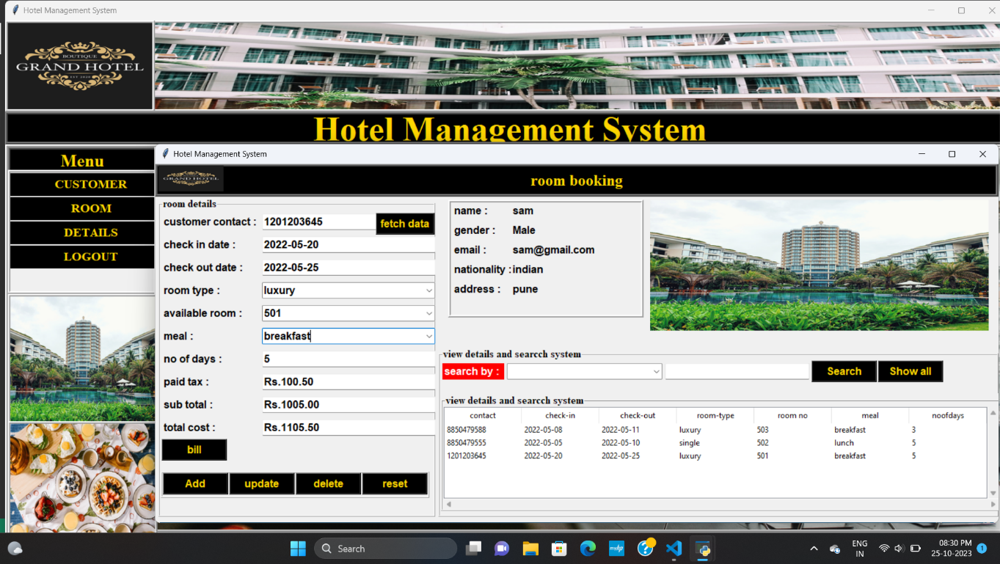 Hotel Management System
BOUTIQUE
GRAND HOTEL
EST 2020
Hotel Management System
Menu
CUSTOMER
ROOM
DETAILS
LOGOUT
Hotel Management System
GRAND HOTEL
room booking
room details
customer contact : 1201203645 fetch data
check in date : 2022-05-20
check out date : 2022-05-25
room type : luxury
available room : 501
meal : breakfast
no of days : 5
paid tax : Rs.100.50
sub total : Rs.1005.00
total cost : Rs.1105.50
bill
Add update delete reset
name : sam
gender : Male
email : sam@gmail.com
nationality : indian
address : pune
view details and searcch system
search by : Search Show all
view details and searcch system
contact check-in check-out room-type room no meal noofdays
8850479588 2022-05-08 2022-05-11 luxury 503 breakfast 3
8850479555 2022-05-05 2022-05-10 single 502 lunch 5
1201203645 2022-05-20 2022-05-25 luxury 501 breakfast 5
Search
myhp
ENG
IN
08:30 PM
25-10-2023
1